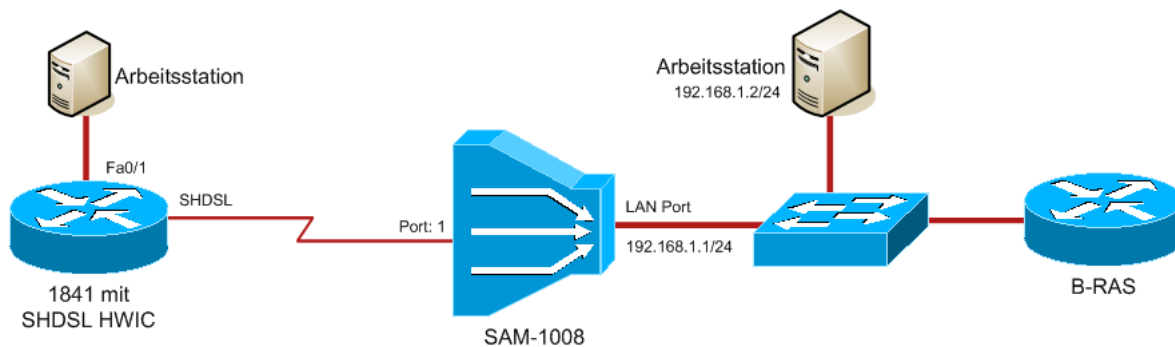 Arbeitsstation
Arbeitsstation
192.168.1.2/24
Fa0/1
SHDSL
Port: 1
LAN Port
192.168.1.1/24
1841 mit
SHDSL HWIC
SAM-1008
B-RAS